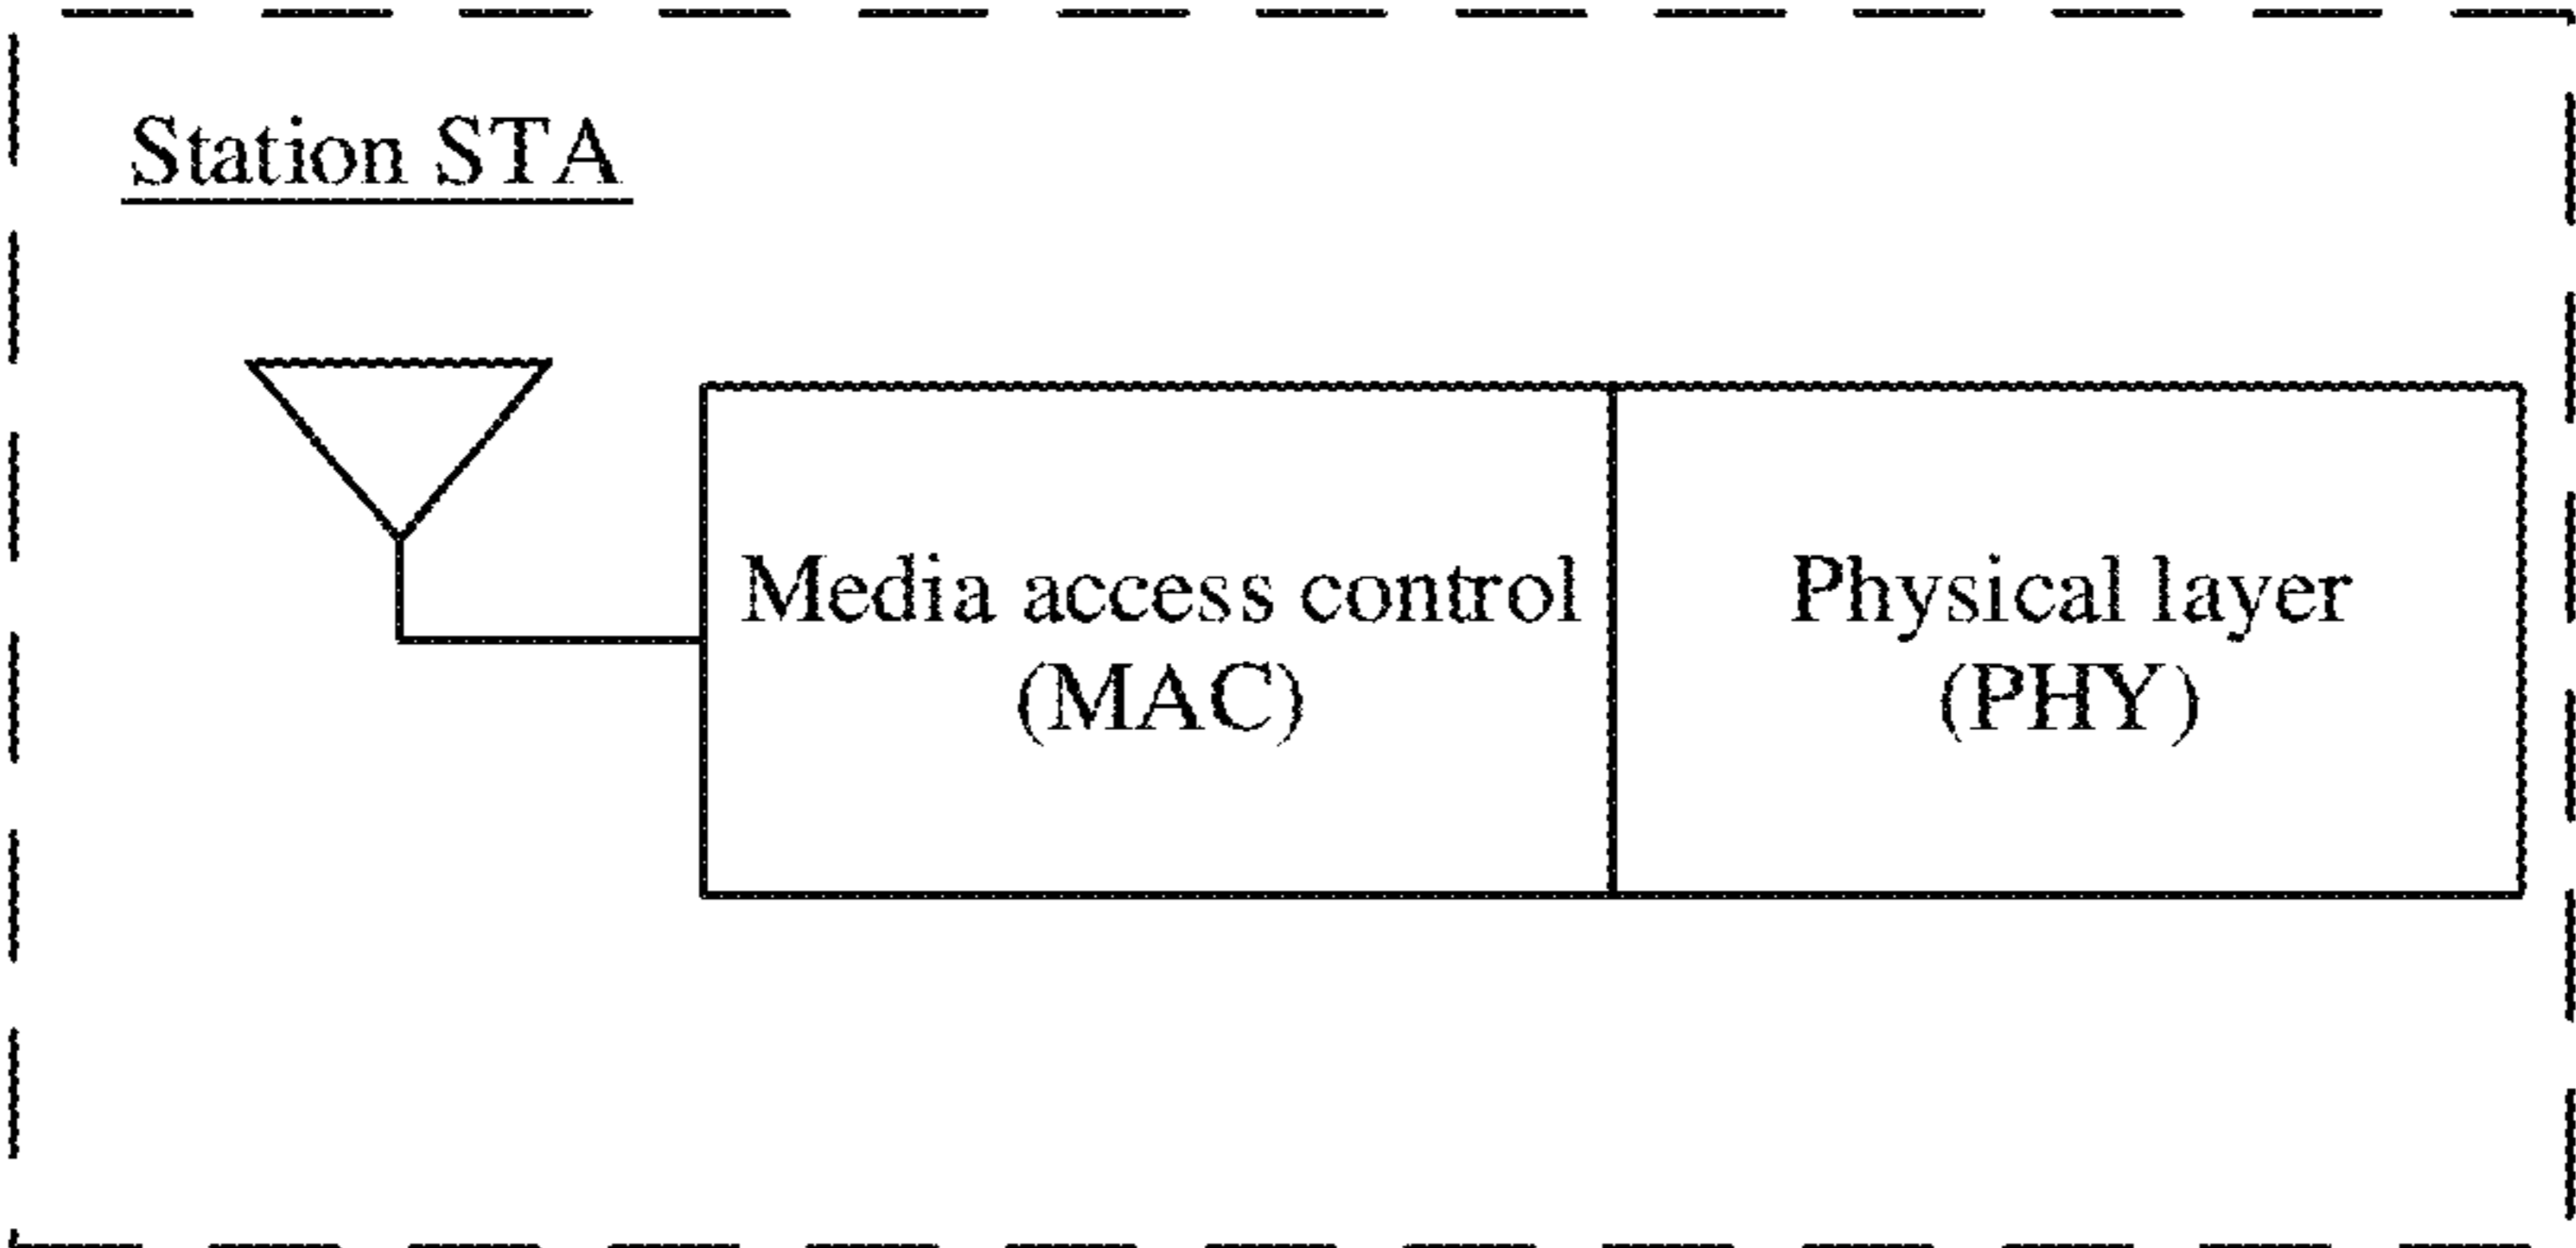 Station STA
Media access control
(MAC)
Physical layer
(PHY)